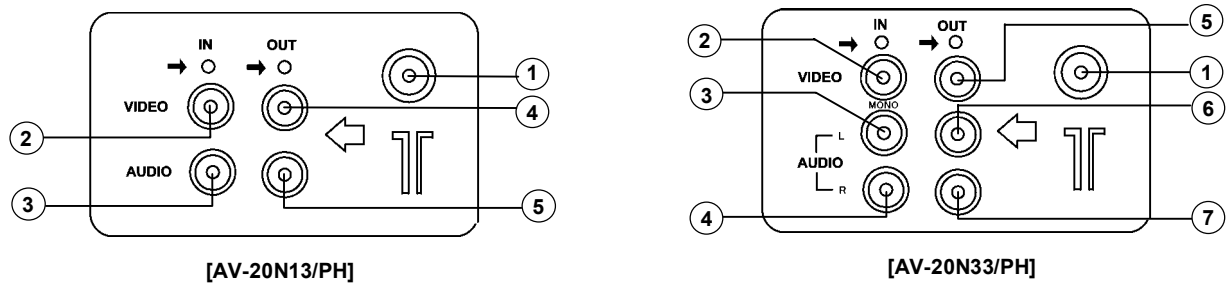 IN OUT
VIDEO
AUDIO
1
2
3
4
5
[AV-20N13/PH]
IN OUT
VIDEO
MONO
L
AUDIO
R
1
2
3
4
5
6
7
[AV-20N33/PH]